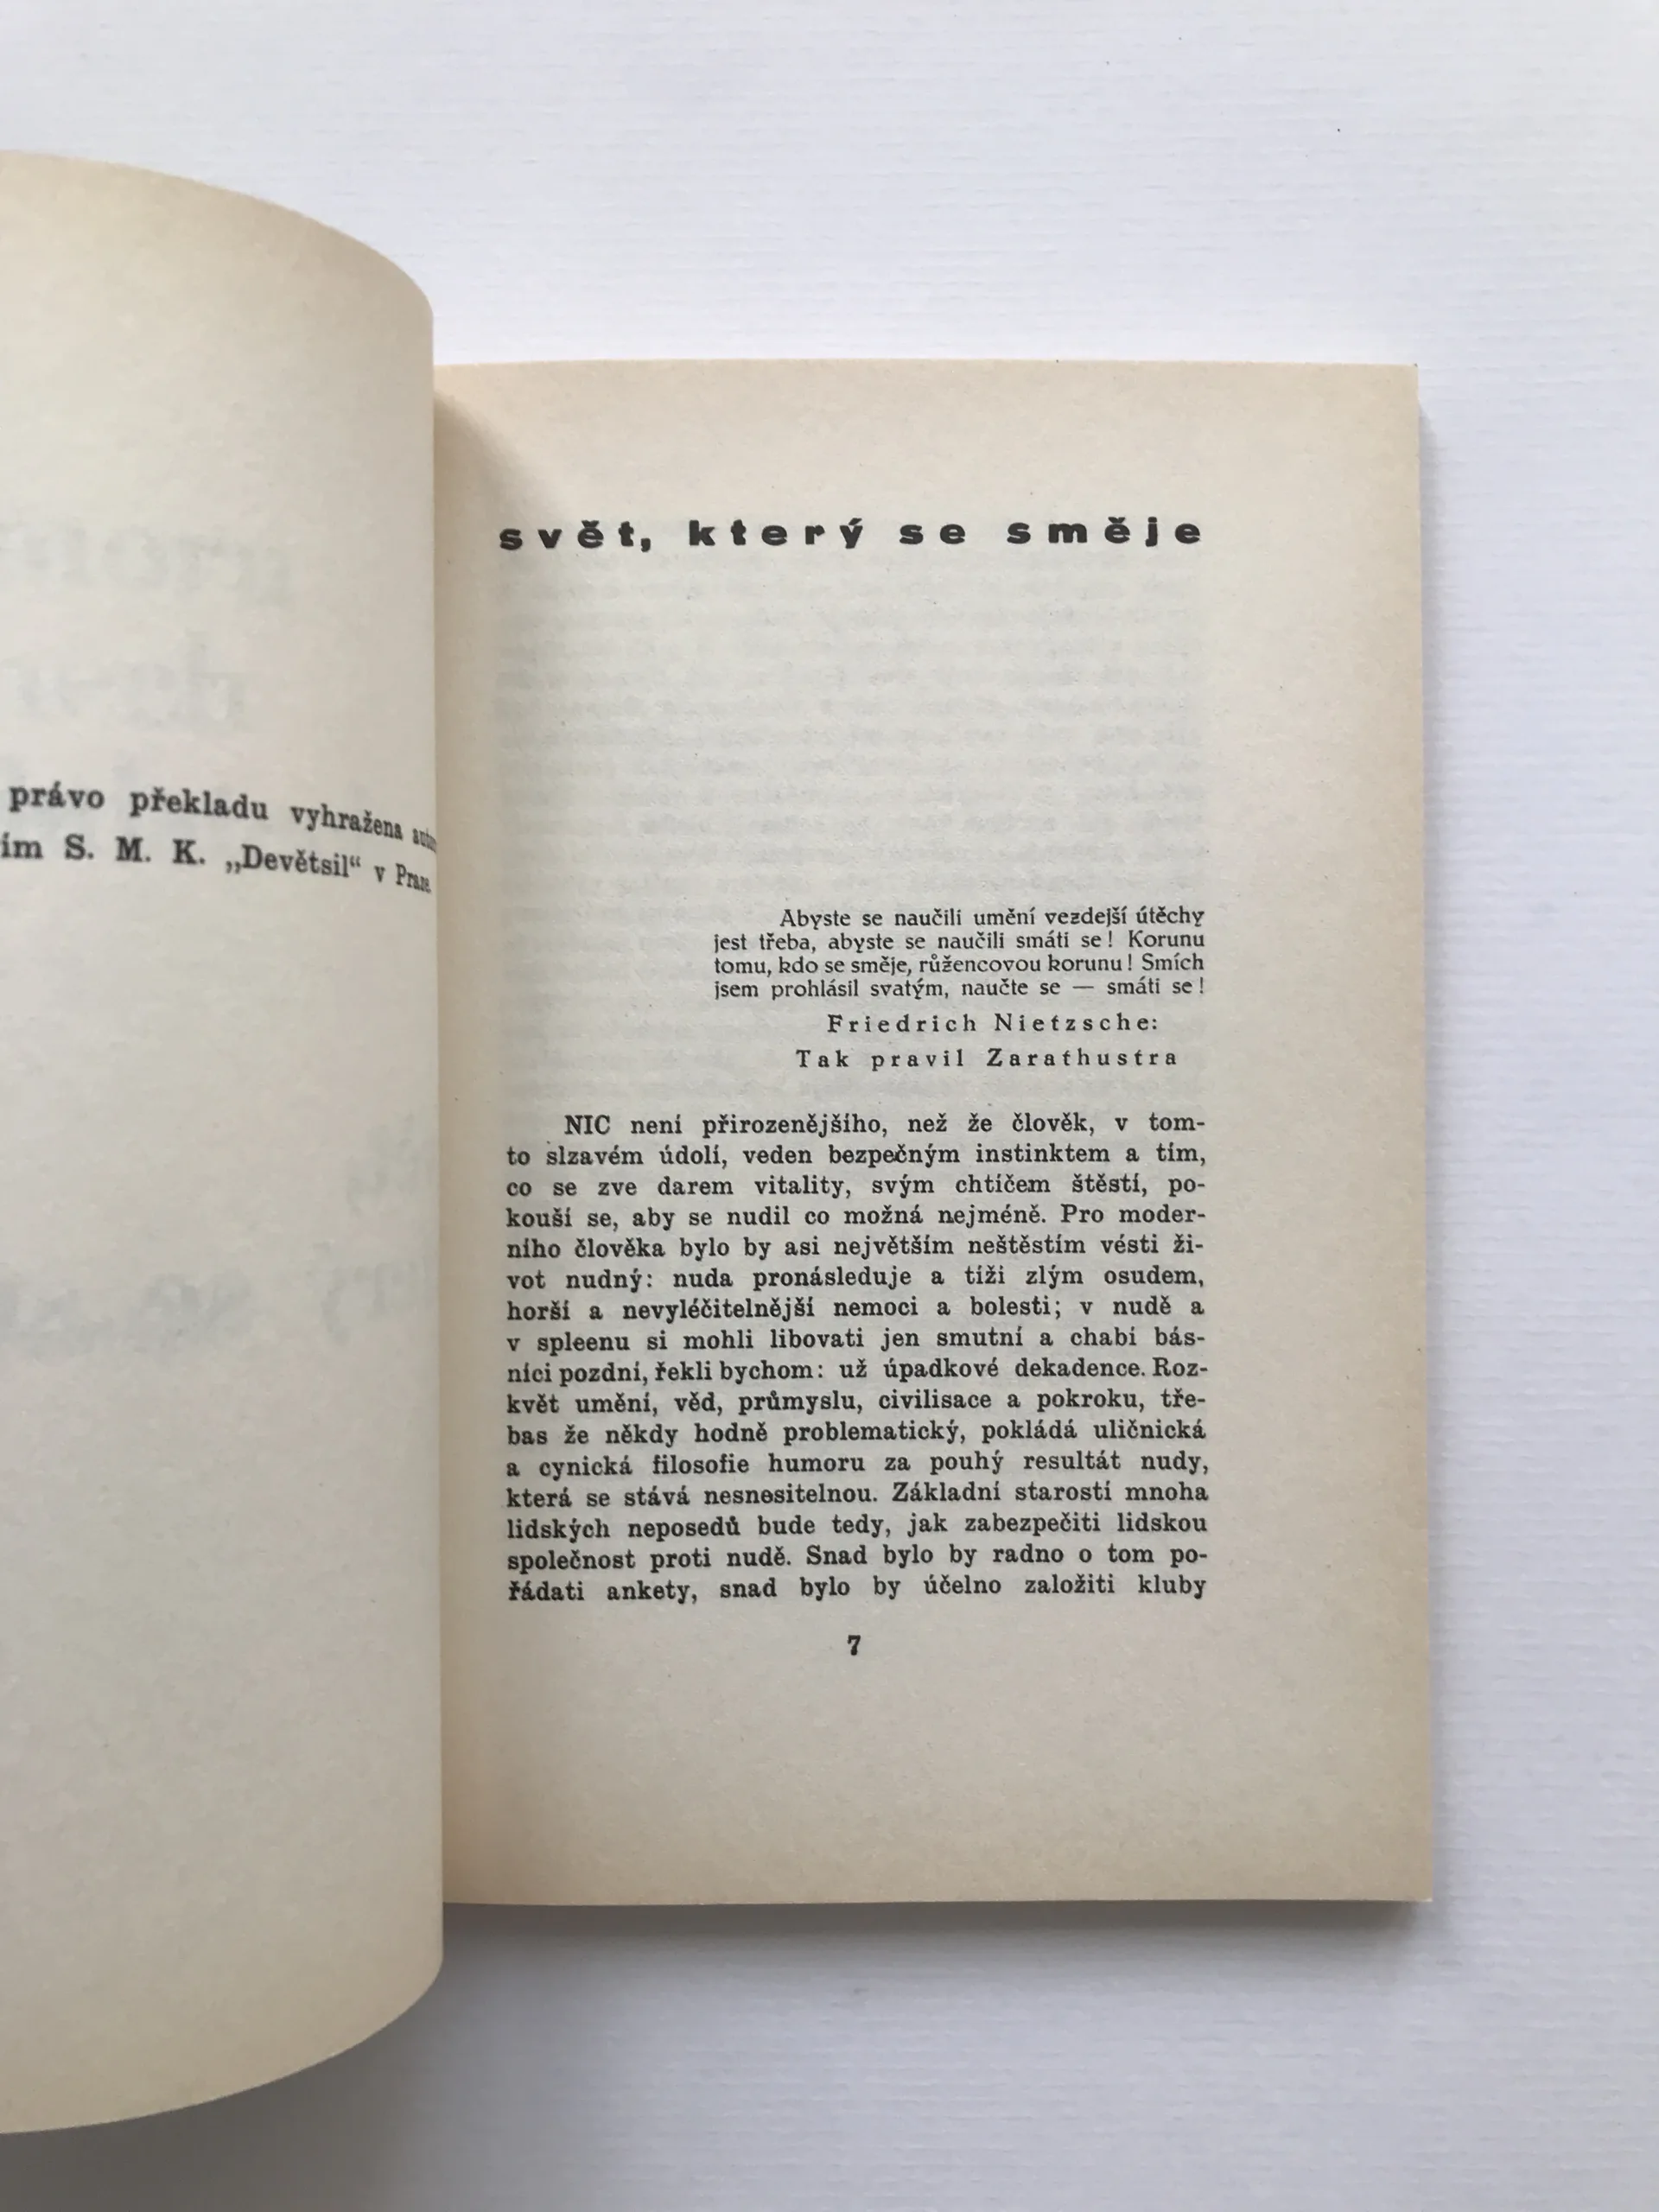 právo překladu vyhražena
S. M. K. „Devětsil“ v Praze.
svět, který se směje
Abyste se naučili umění vezdejší útěchy
jest třeba, abyste se naučili smáti se! Korunu
tomu, kdo se směje, růžencovou korunu! Smích
jsem prohlásil svatým, naučte se — smáti se!
Friedrich Nietzsche:
Tak pravil Zarathustra
NIC není přirozenějšího, než že člověk, v tom-
to slzavém údolí, veden bezpečným instinktem a tím,
co se zve darem vitality, svým chtíčem štěstí, po-
kouší se, aby se nudil co možná nejméně. Pro moder-
ního člověka bylo by asi největším neštěstím vésti ži-
vot nudný: nuda pronásleduje a tíži zlým osudem,
horší a nevyléčitelnější nemoci a bolesti; v nudě a
v spleenu si mohli libovati jen smutní a chabí bás-
níci pozdní, řekli bychom: už úpadkové dekadence. Roz-
květ umění, věd, průmyslu, civilisace a pokroku, tře-
bas že někdy hodně problematický, pokládá uličnická
a cynická filosofie humoru za pouhý resultát nudy,
která se stává nesnesitelnou. Základní starostí mnoha
lidských neposedů bude tedy, jak zabezpečiti lidskou
společnost proti nudě. Snad bylo by radno o tom po-
řádati ankety, snad bylo by účelno založiti kluby
7